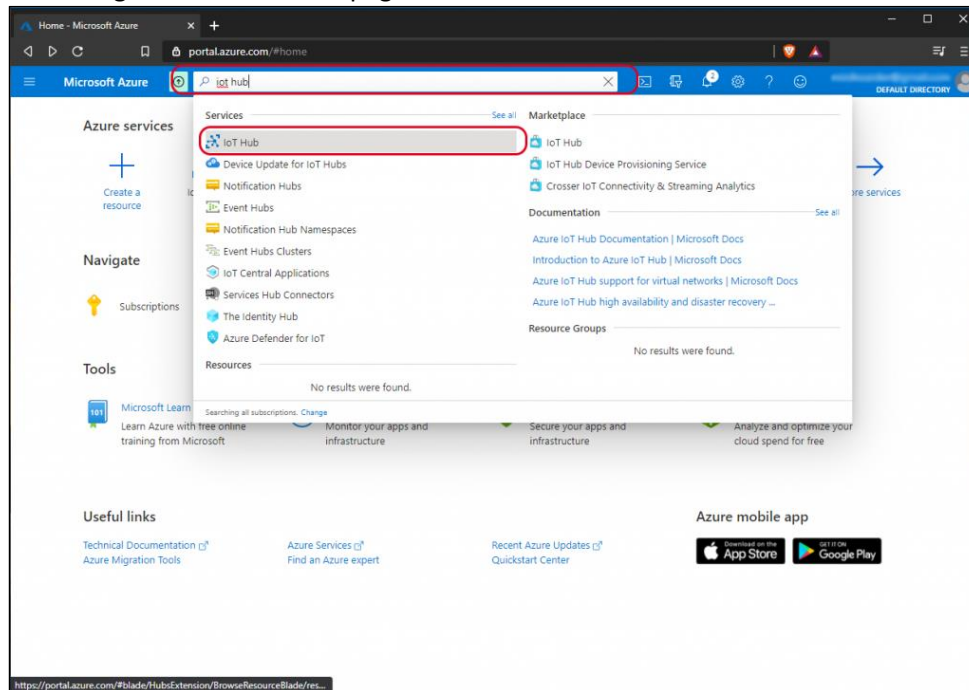 Home - Microsoft Azure
portal.azure.com/#home
Microsoft Azure
iot hub
DEFAULT DIRECTORY
Azure services
Create a resource
Services
See all
IoT Hub
Device Update for IoT Hubs
Notification Hubs
Event Hubs
Notification Hub Namespaces
Event Hubs Clusters
IoT Central Applications
Services Hub Connectors
The Identity Hub
Azure Defender for IoT
Resources
No results were found.
Searching all subscriptions. Change
Marketplace
IoT Hub
IoT Hub Device Provisioning Service
Crosser IoT Connectivity & Streaming Analytics
Documentation
See all
Azure IoT Hub Documentation | Microsoft Docs
Introduction to Azure IoT Hub | Microsoft Docs
Azure IoT Hub support for virtual networks | Microsoft Docs
Azure IoT Hub high availability and disaster recovery ...
Resource Groups
No results were found.
services
Navigate
Subscriptions
Tools
101
Microsoft Learn
Learn Azure with free online
training from Microsoft
Monitor your apps and
infrastructure
Secure your apps and
infrastructure
Analyze and optimize your
cloud spend for free
Useful links
Technical Documentation
Azure Migration Tools
Azure Services
Find an Azure expert
Recent Azure Updates
Quickstart Center
Azure mobile app
Download on the
App Store
GET IT ON
Google Play
https://portal.azure.com/#blade/HubsExtension/BrowseResourceBlade/res...